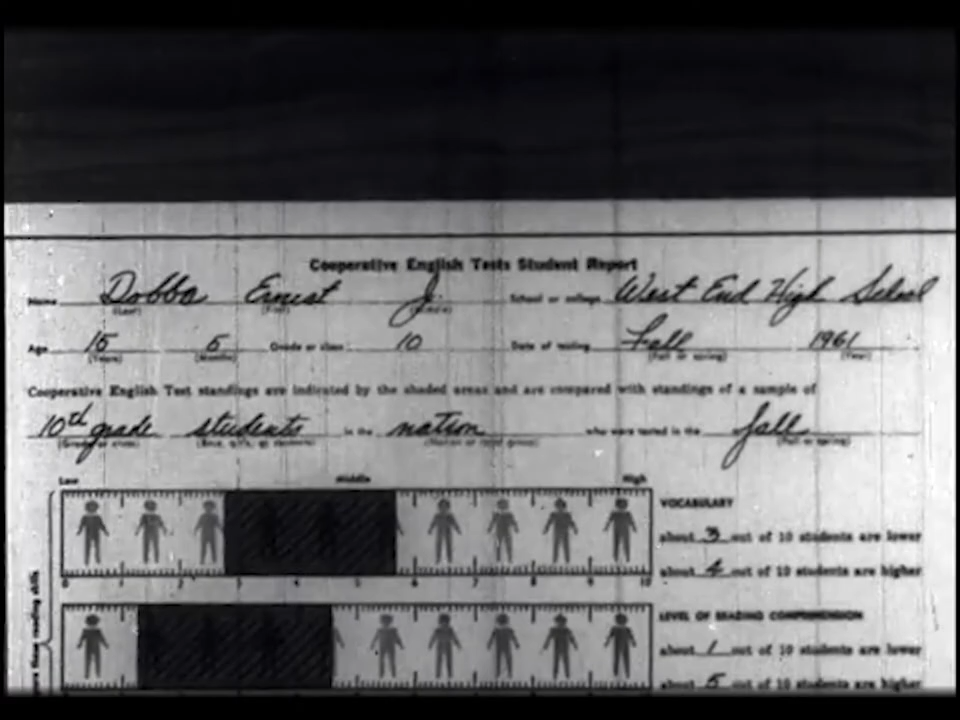 Cooperative English Tests Student Report
Name Dobba Ernest J. School or college West End High School
(Last) (First)
Age 15 5 Grade or class 10 Date of testing Fall 1961
(Years) (Months) (Fall or spring) (Year)
Cooperative English Test standings are indicated by the shaded areas and are compared with standings of a sample of
10th grade students in the nation who were tested in the fall
(Fall or spring)
Low Middle High
VOCABULARY
about 3 out of 10 students are lower
about 4 out of 10 students are higher
0 1 2 3 4 5 6 7 8 9 10
LEVEL OF READING COMPREHENSION
about 1 out of 10 students are lower
about 5 out of 10 students are higher
reading skills